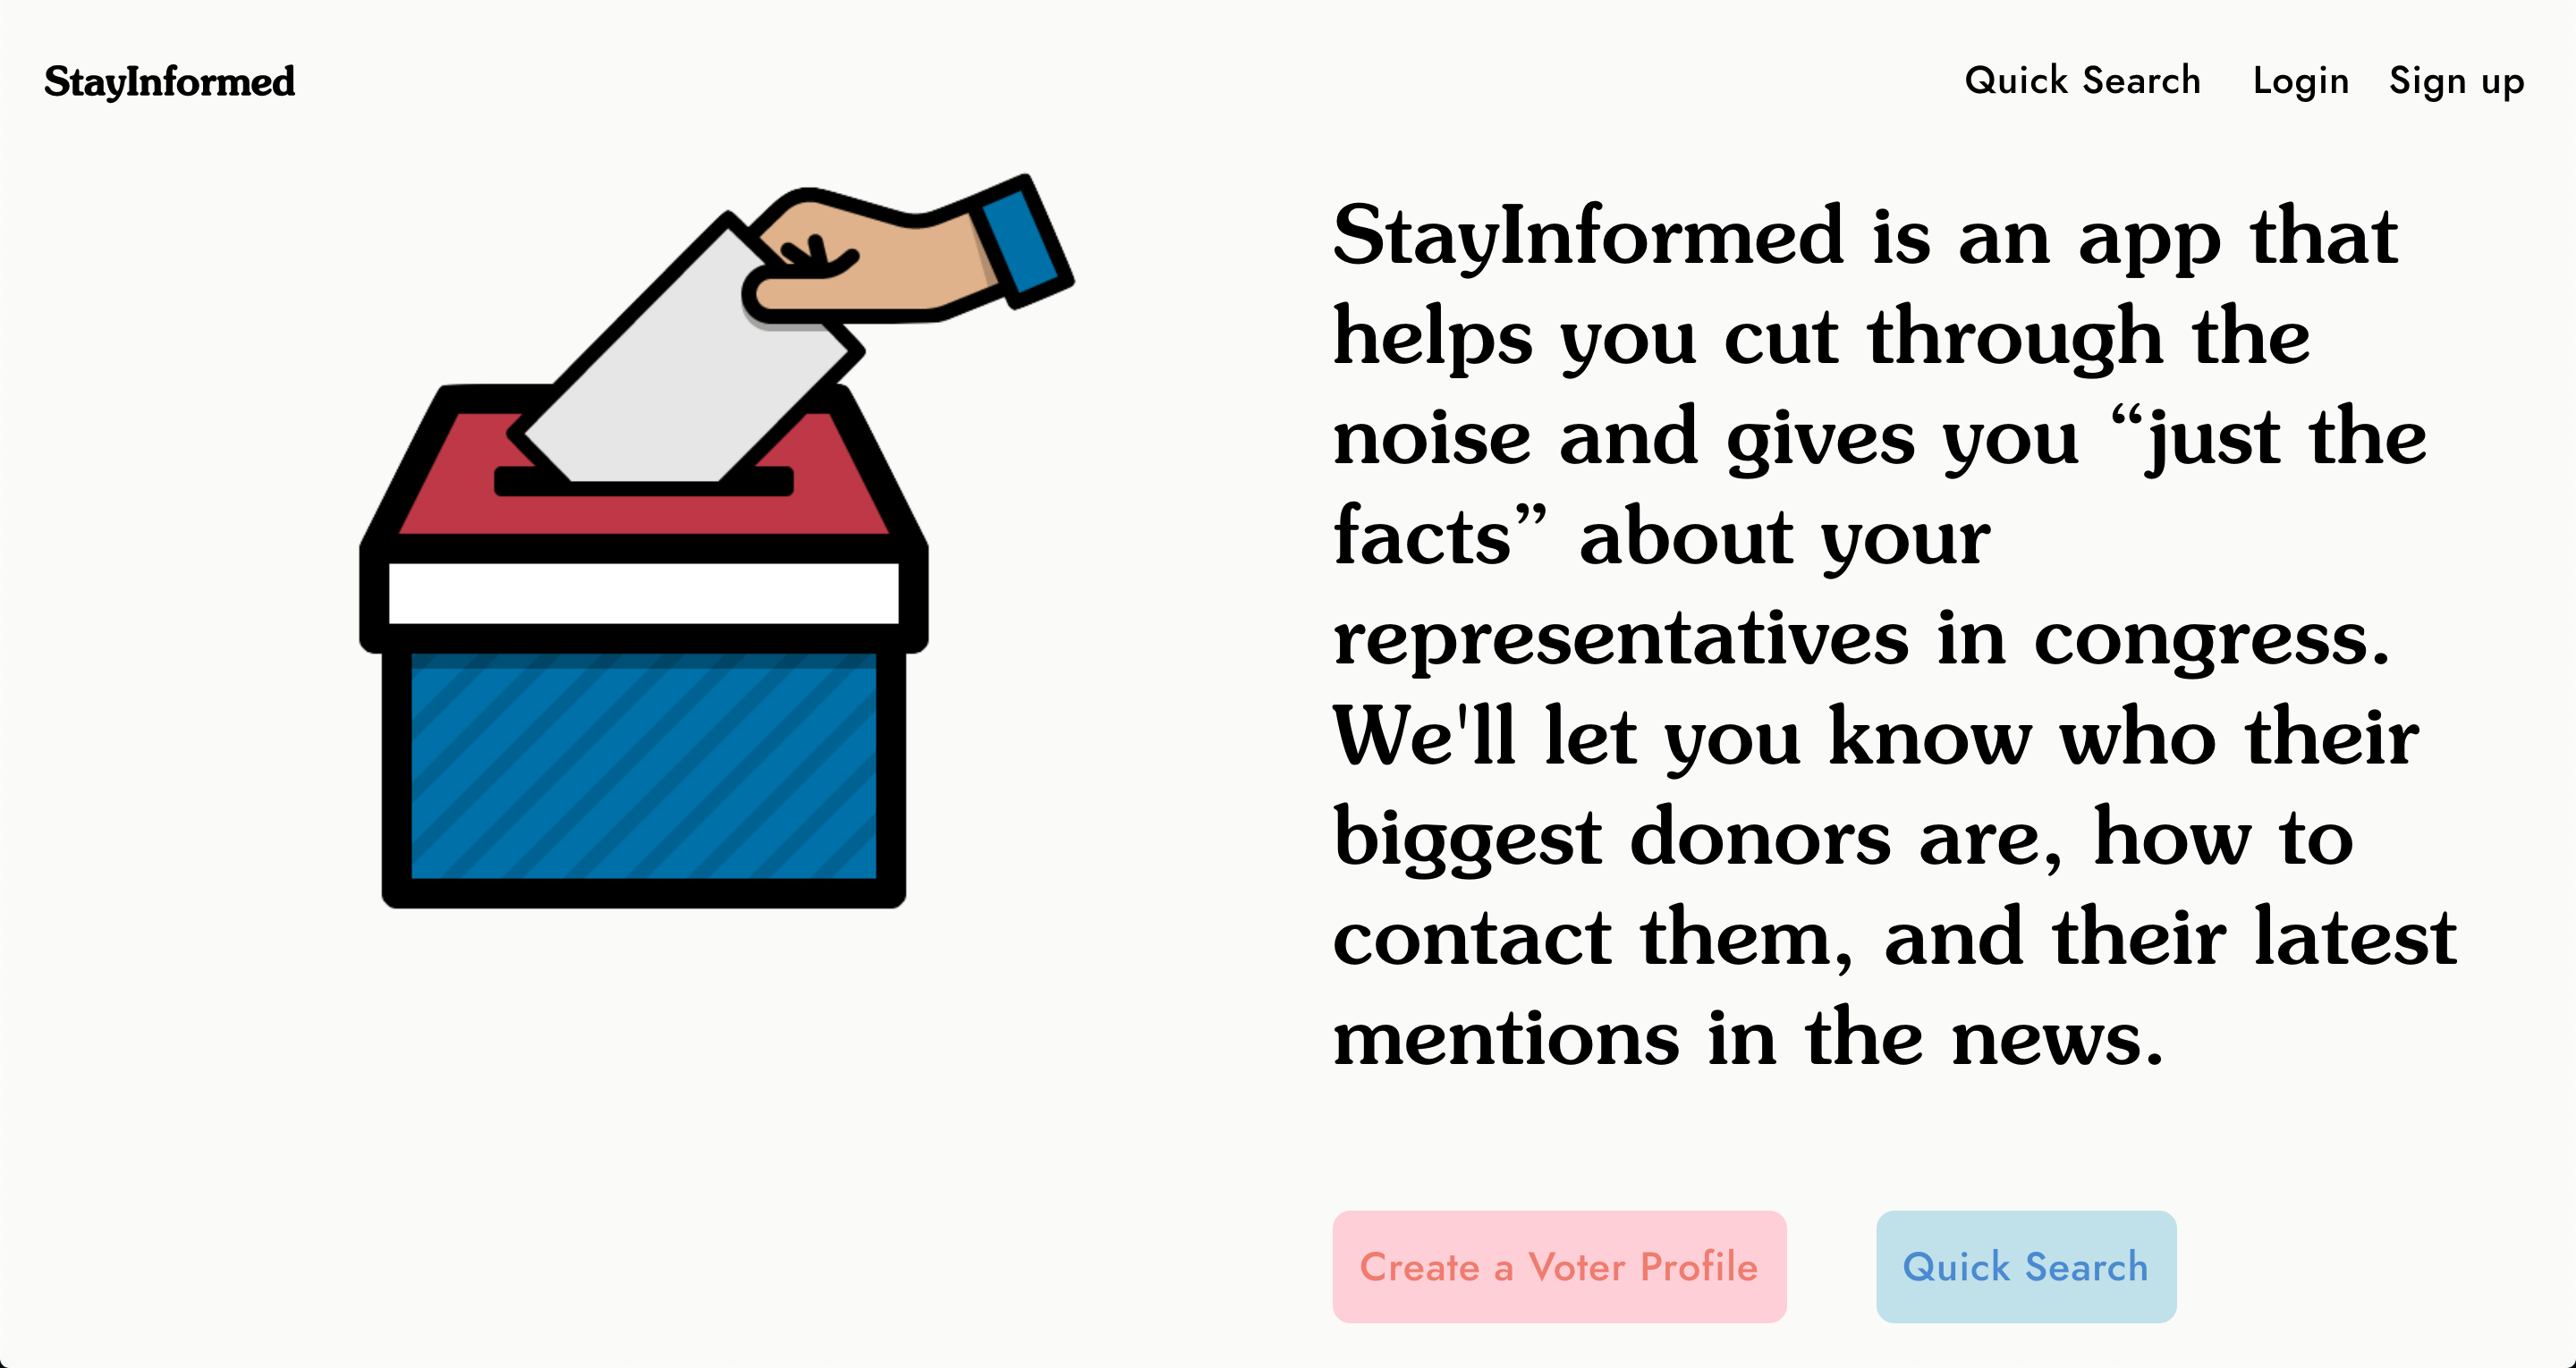 StayInformed
Quick Search
Login
Sign up
StayInformed is an app that
helps you cut through the
noise and gives you “just the
facts” about your
representatives in congress.
We'll let you know who their
biggest donors are, how to
contact them, and their latest
mentions in the news.
Create a Voter Profile
Quick Search